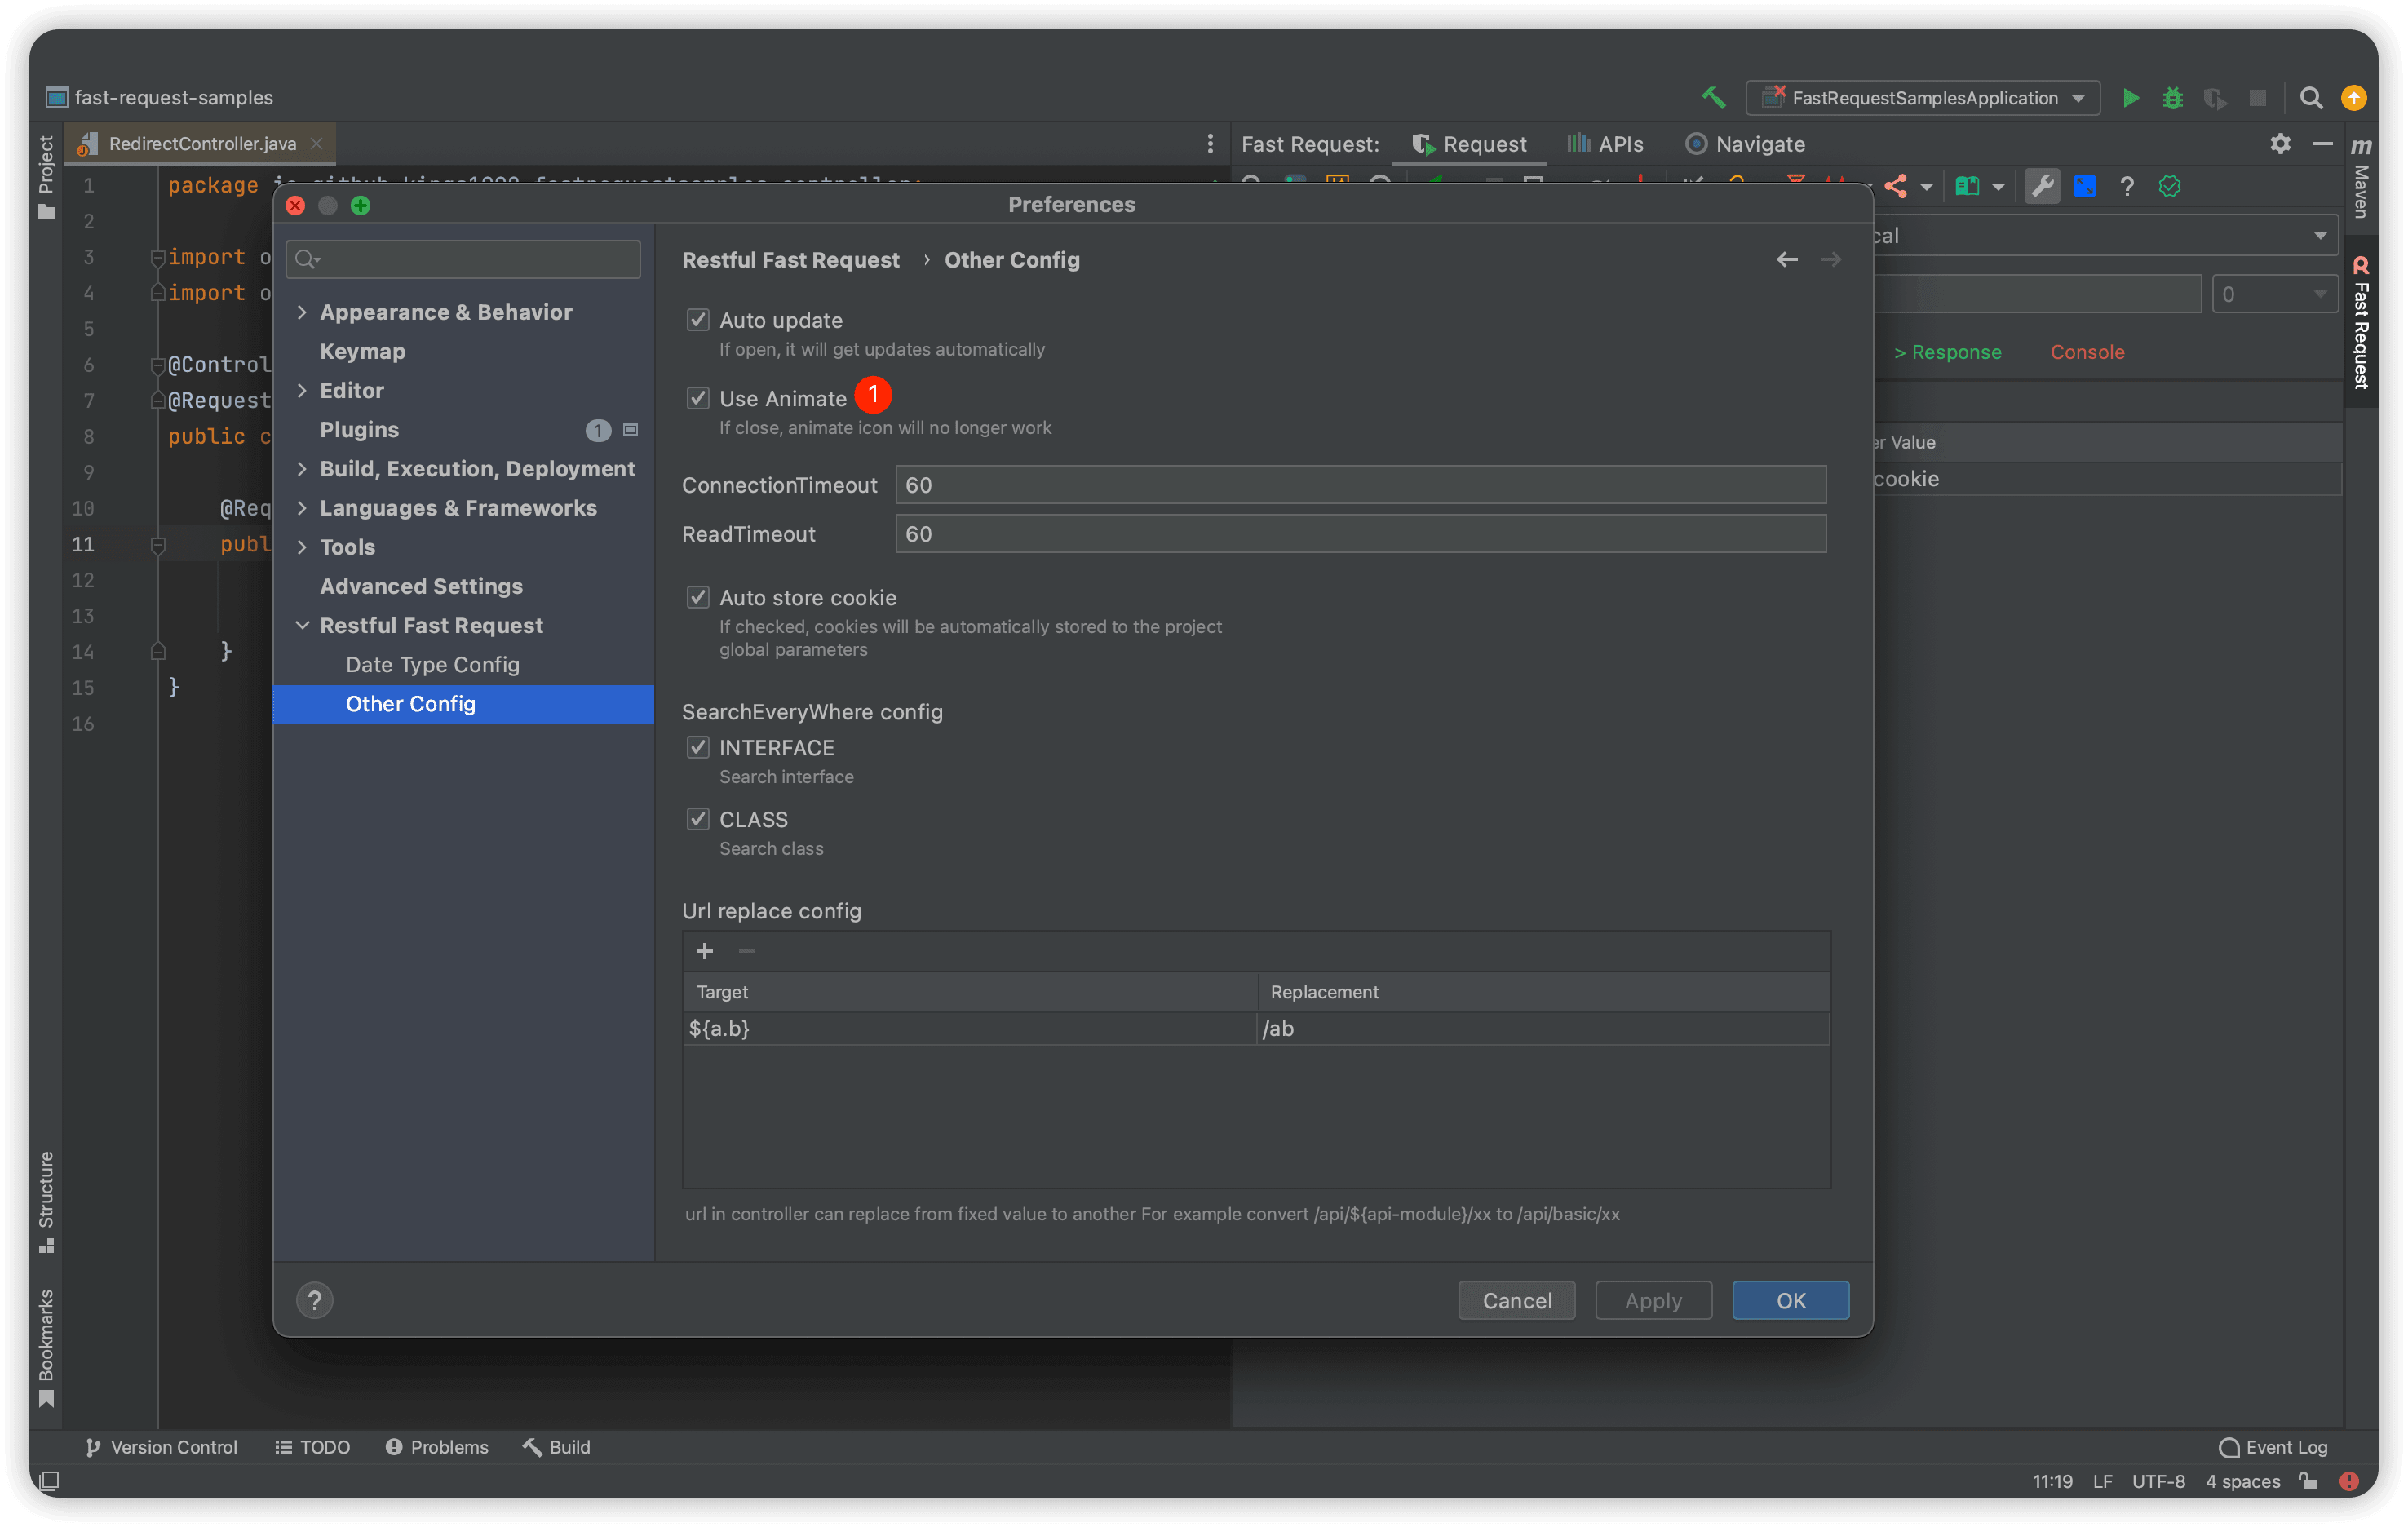 fast-request-samples
FastRequestSamplesApplication
Project
RedirectController.java
Fast Request:
Request
APIs
Navigate
m
Maven
1
package
2
3
import o
4
import o
5
6
@Control
7
@Request
8
public c
9
10
@Req
11
publ
12
13
14
}
15
}
16
Preferences
Appearance & Behavior
Keymap
Editor
Plugins
1
Build, Execution, Deployment
Languages & Frameworks
Tools
Advanced Settings
Restful Fast Request
Date Type Config
Other Config
Restful Fast Request › Other Config
Auto update
If open, it will get updates automatically
Use Animate
1
If close, animate icon will no longer work
ConnectionTimeout
60
ReadTimeout
60
Auto store cookie
If checked, cookies will be automatically stored to the project
global parameters
SearchEveryWhere config
INTERFACE
Search interface
CLASS
Search class
Url replace config
Target
Replacement
${a.b}
/ab
url in controller can replace from fixed value to another For example convert /api/${api-module}/xx to /api/basic/xx
?
Cancel
Apply
OK
?
cal
0
> Response
Console
er Value
cookie
R
Fast Request
Structure
Bookmarks
Version Control
TODO
Problems
Build
Event Log
11:19
LF
UTF-8
4 spaces